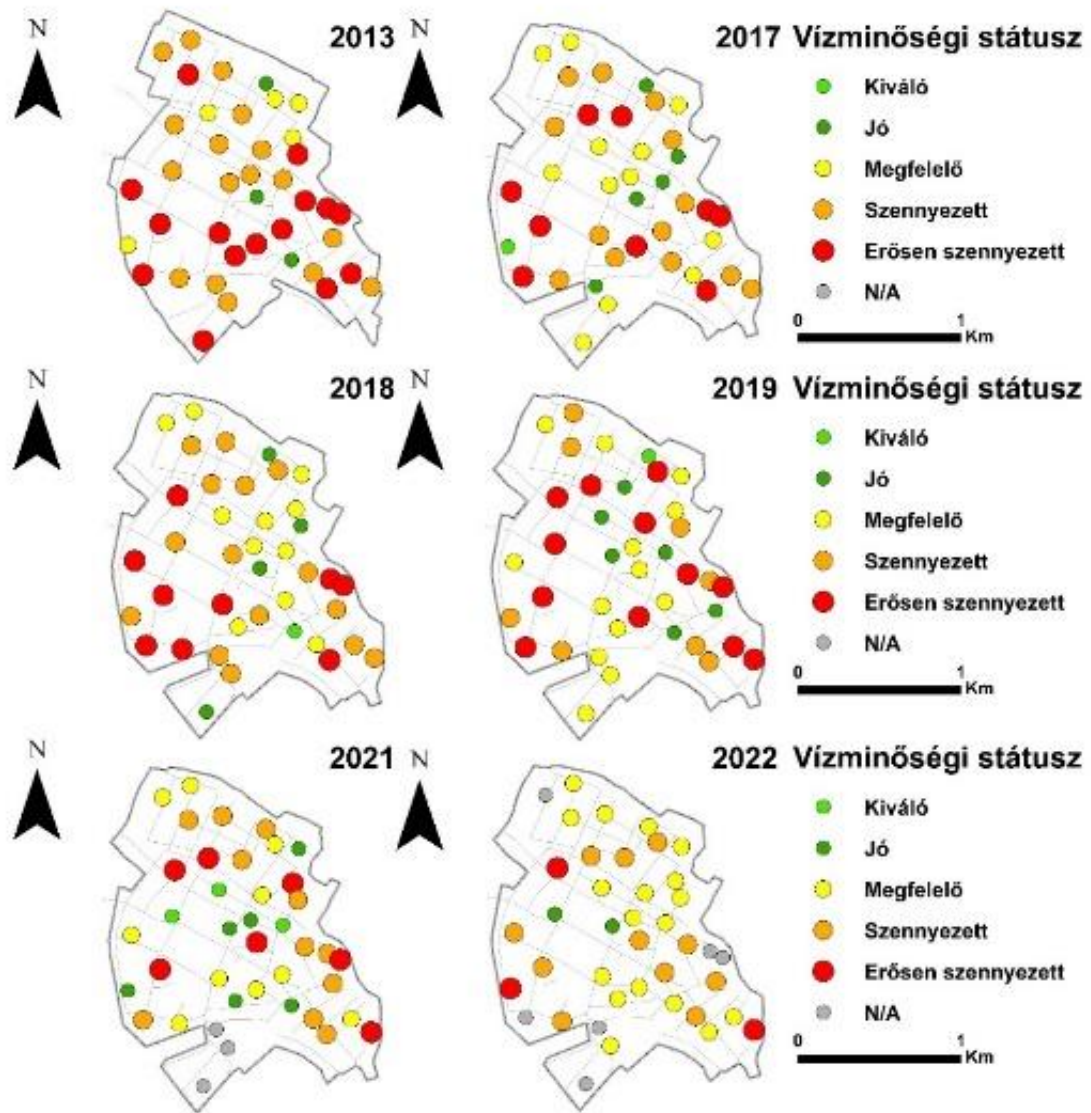 N 2013 N 2017 Vízminőségi státusz
Kiváló
Jó
Megfelelő
Szennyezett
Erősen szennyezett
N/A
0 1
Km
N 2018 N 2019 Vízminőségi státusz
Kiváló
Jó
Megfelelő
Szennyezett
Erősen szennyezett
N/A
0 1
Km
N 2021 N 2022 Vízminőségi státusz
Kiváló
Jó
Megfelelő
Szennyezett
Erősen szennyezett
N/A
0 1
Km